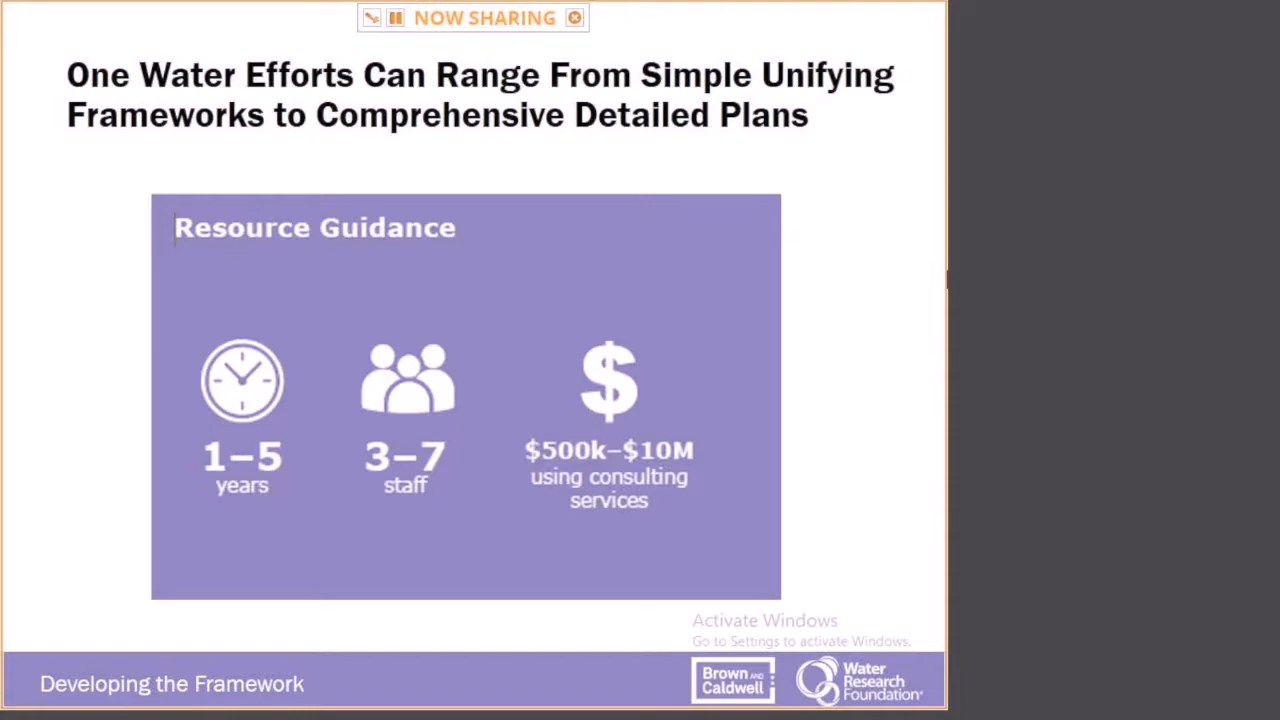 NOW SHARING
One Water Efforts Can Range From Simple Unifying
Frameworks to Comprehensive Detailed Plans
Resource Guidance
1–5
years
3–7
staff
$
$500k–$10M
using consulting
services
Activate Windows
Go to Settings to activate Windows.
Developing the Framework
Brown AND
Caldwell
Water
Research
Foundation®